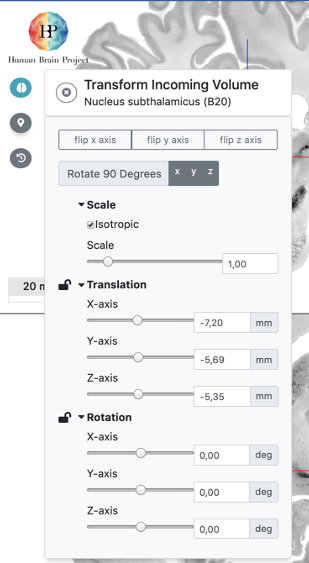 HP
Human Brain Project
Transform Incoming Volume
Nucleus subthalamicus (B20)
flip x axis flip y axis flip z axis
Rotate 90 Degrees x y z
Scale
Isotropic
Scale
1,00
20 m
Translation
X-axis
-7,20 mm
Y-axis
-5,69 mm
Z-axis
-5,35 mm
Rotation
X-axis
0,00 deg
Y-axis
0,00 deg
Z-axis
0,00 deg